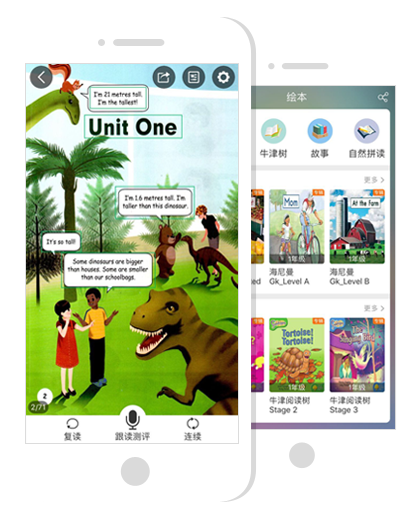 I'm 21 metres tall.
I'm the tallest!
Unit One
I'm 1.6 metres tall. I'm
taller than this dinosaur.
It's so tall!
Some dinosaurs are bigger
than houses. Some are smaller
than our schoolbags.
2
2/71
复读
跟读测评
连续
绘本
牛津树
故事
自然拼读
更多 >
Mom
At the Farm
1年级
1年级
ted
海尼曼
Gk_Level A
海尼曼
Gk_Level B
更多 >
Tortoise!
Tortoise!
1年级
1年级
牛津阅读树
Stage 2
牛津阅读树
Stage 3